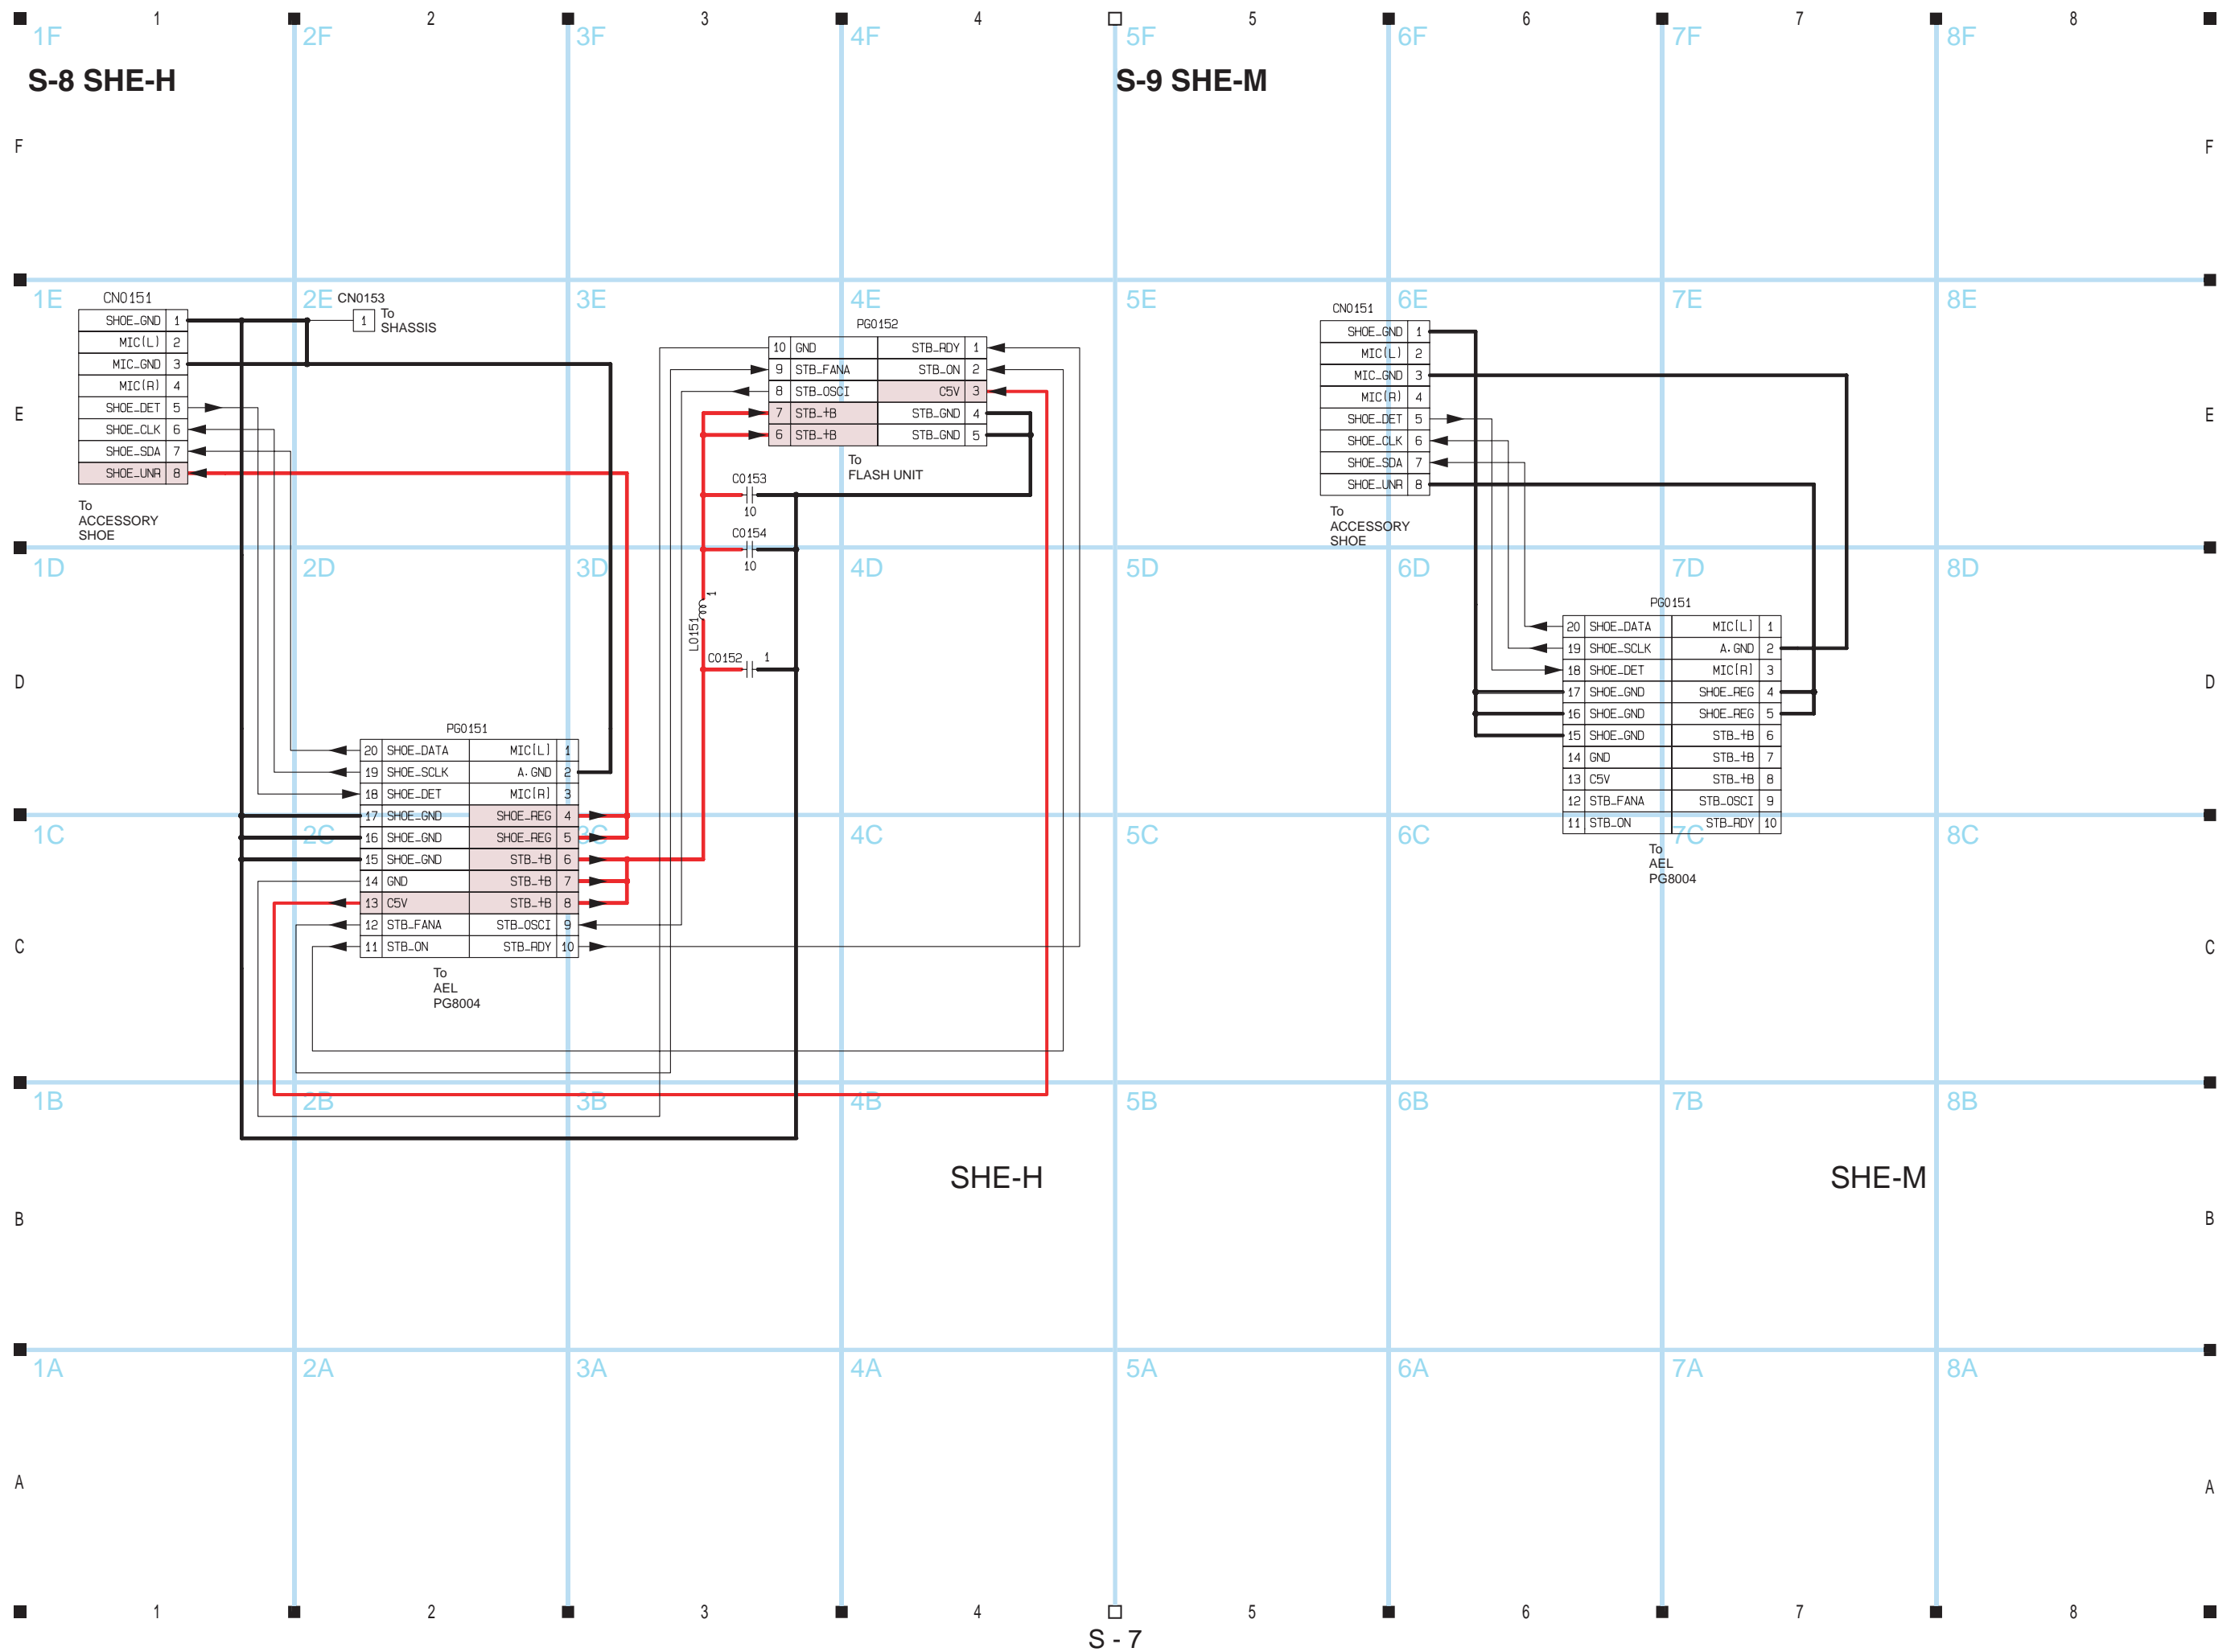 1 2 3 4 5 6 7 8
1F 2F 3F 4F 5F 6F 7F 8F
S-8 SHE-H
S-9 SHE-M
F F
1E 2E 3E 4E 5E 6E 7E 8E
CN0151
SHOE_GND 1
MIC(L) 2
MIC_GND 3
MIC(R) 4
SHOE_DET 5
SHOE_CLK 6
SHOE_SDA 7
SHOE_UNR 8
To
ACCESSORY
SHOE
CN0153
1
To
SHASSIS
PG0152
10 GND STB_RDY 1
9 STB_FANA STB_ON 2
8 STB_OSCI C5V 3
7 STB_+B STB_GND 4
6 STB_+B STB_GND 5
To
FLASH UNIT
C0153
10
C0154
10
CN0151
SHOE_GND 1
MIC(L) 2
MIC_GND 3
MIC(R) 4
SHOE_DET 5
SHOE_CLK 6
SHOE_SDA 7
SHOE_UNR 8
To
ACCESSORY
SHOE
E E
1D 2D 3D 4D 5D 6D 7D 8D
L0151
1
C0152 1
D D
PG0151
20 SHOE_DATA MIC(L) 1
19 SHOE_SCLK A.GND 2
18 SHOE_DET MIC(R) 3
17 SHOE_GND SHOE_REG 4
16 SHOE_GND SHOE_REG 5
15 SHOE_GND STB_+B 6
14 GND STB_+B 7
13 C5V STB_+B 8
12 STB_FANA STB_OSCI 9
11 STB_ON STB_RDY 10
To
AEL
PG8004
PG0151
20 SHOE_DATA MIC(L) 1
19 SHOE_SCLK A.GND 2
18 SHOE_DET MIC(R) 3
17 SHOE_GND SHOE_REG 4
16 SHOE_GND SHOE_REG 5
15 SHOE_GND STB_+B 6
14 GND STB_+B 7
13 C5V STB_+B 8
12 STB_FANA STB_OSCI 9
11 STB_ON STB_RDY 10
To
AEL
PG8004
1C 2C 3C 4C 5C 6C 7C 8C
C C
1B 2B 3B 4B 5B 6B 7B 8B
SHE-H
SHE-M
B B
1A 2A 3A 4A 5A 6A 7A 8A
A A
1 2 3 4 5 6 7 8
S - 7